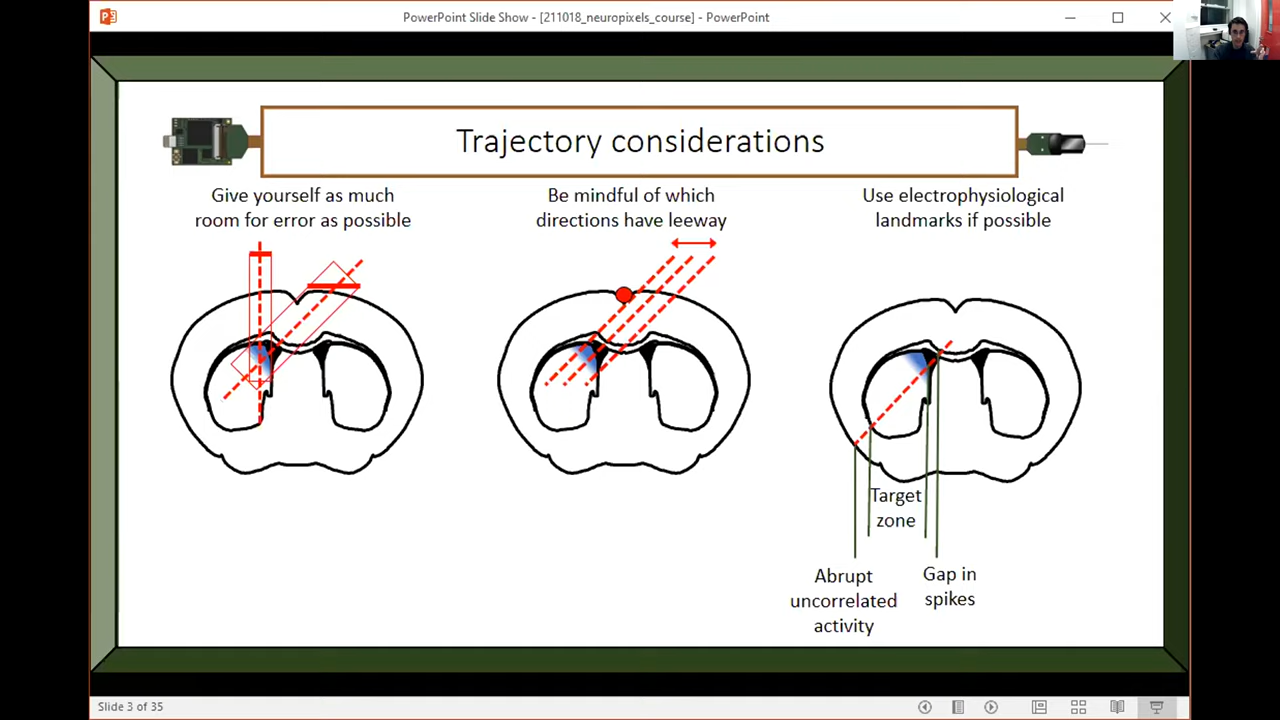 PowerPoint Slide Show - [211018_neuropixels_course] - PowerPoint
Trajectory considerations
Give yourself as much
room for error as possible
Be mindful of which
directions have leeway
Use electrophysiological
landmarks if possible
Target
zone
Abrupt
uncorrelated
activity
Gap in
spikes
Slide 3 of 35